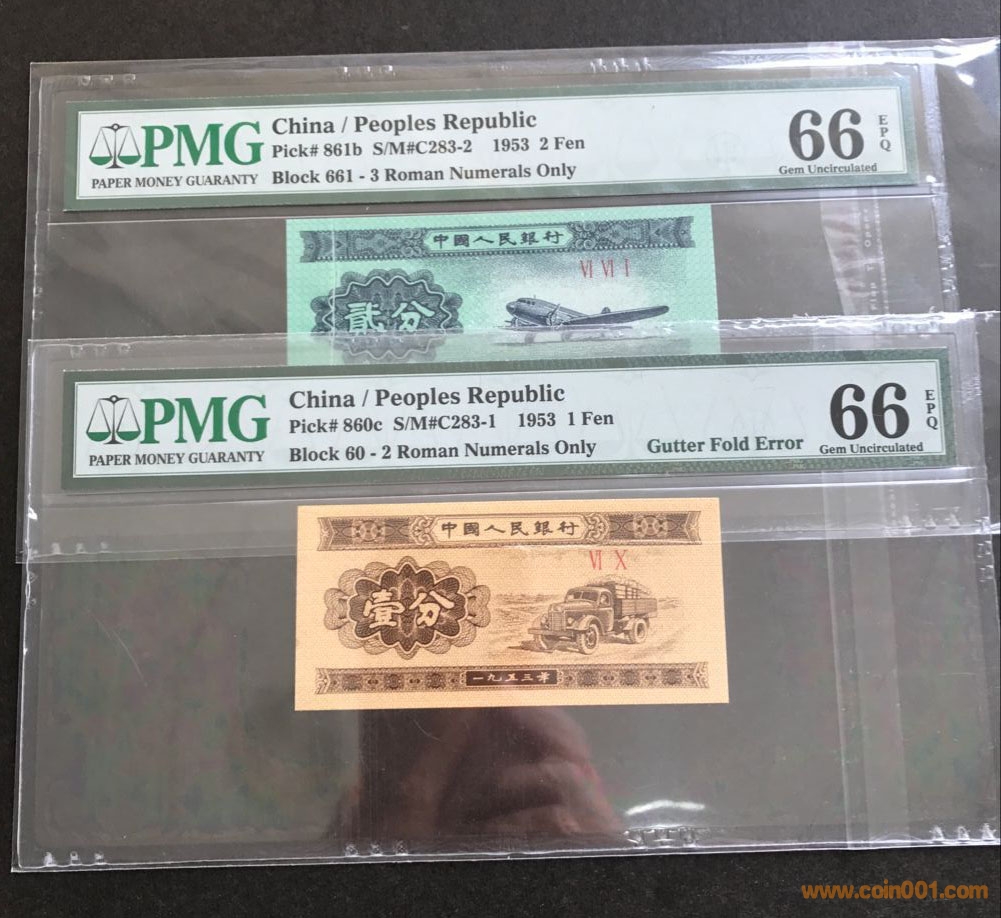 PMG
PAPER MONEY GUARANTY
China / Peoples Republic
Pick# 861b S/M#C283-2 1953 2 Fen
Block 661 - 3 Roman Numerals Only
66
EPQ
Gem Uncirculated
中國人民銀行
VI VI I
貳分
PMG
PAPER MONEY GUARANTY
China / Peoples Republic
Pick# 860c S/M#C283-1 1953 1 Fen
Block 60 - 2 Roman Numerals Only
Gutter Fold Error
66
EPQ
Gem Uncirculated
中國人民銀行
VI X
壹分
一九五三年
www.coin001.com